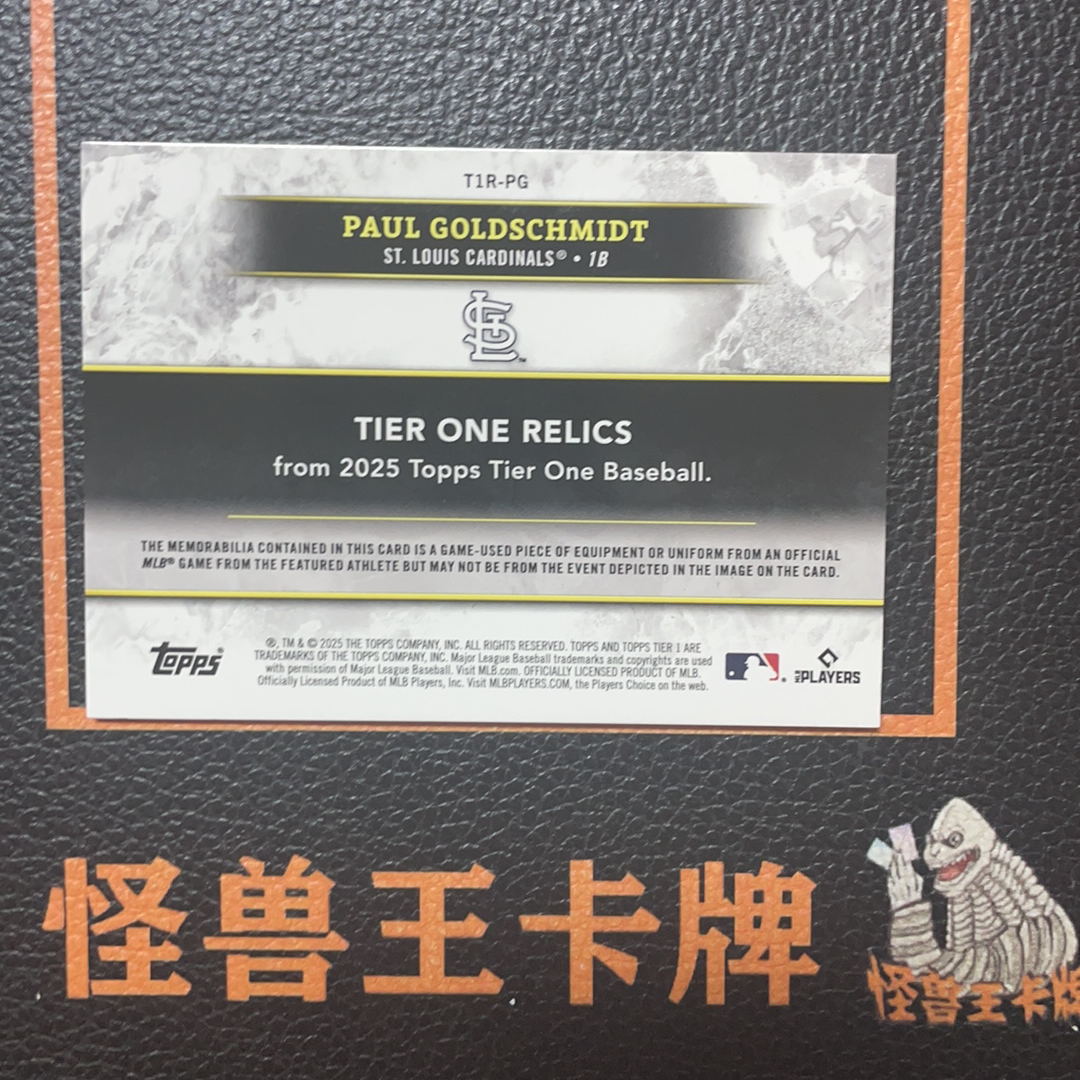 T1R-PG
PAUL GOLDSCHMIDT
ST. LOUIS CARDINALS® • 1B
STL™
TIER ONE RELICS
from 2025 Topps Tier One Baseball.
THE MEMORABILIA CONTAINED IN THIS CARD IS A GAME-USED PIECE OF EQUIPMENT OR UNIFORM FROM AN OFFICIAL
MLB® GAME FROM THE FEATURED ATHLETE BUT MAY NOT BE FROM THE EVENT DEPICTED IN THE IMAGE ON THE CARD.
topps®
®, TM & © 2025 THE TOPPS COMPANY, INC. ALL RIGHTS RESERVED. TOPPS AND TOPPS TIER 1 ARE
TRADEMARKS OF THE TOPPS COMPANY, INC. Major League Baseball trademarks and copyrights are used
with permission of Major League Baseball. Visit MLB.com. OFFICIALLY LICENSED PRODUCT OF MLB.
Officially Licensed Product of MLB Players, Inc. Visit MLBPLAYERS.COM, the Players Choice on the web.
MLB PLAYERS
怪兽王卡牌
怪兽王卡牌